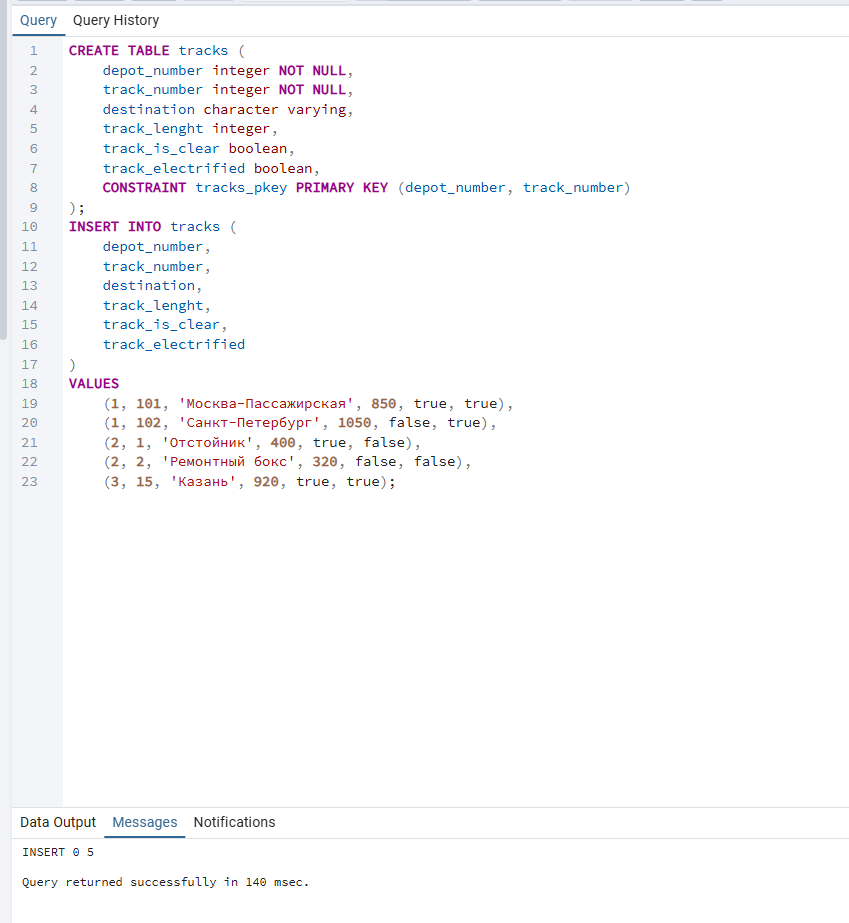 Query Query History
1 CREATE TABLE tracks (
2 depot_number integer NOT NULL,
3 track_number integer NOT NULL,
4 destination character varying,
5 track_lenght integer,
6 track_is_clear boolean,
7 track_electrified boolean,
8 CONSTRAINT tracks_pkey PRIMARY KEY (depot_number, track_number)
9 );
10 INSERT INTO tracks (
11 depot_number,
12 track_number,
13 destination,
14 track_lenght,
15 track_is_clear,
16 track_electrified
17 )
18 VALUES
19 (1, 101, 'Москва-Пассажирская', 850, true, true),
20 (1, 102, 'Санкт-Петербург', 1050, false, true),
21 (2, 1, 'Отстойник', 400, true, false),
22 (2, 2, 'Ремонтный бокс', 320, false, false),
23 (3, 15, 'Казань', 920, true, true);
Data Output Messages Notifications
INSERT 0 5
Query returned successfully in 140 msec.